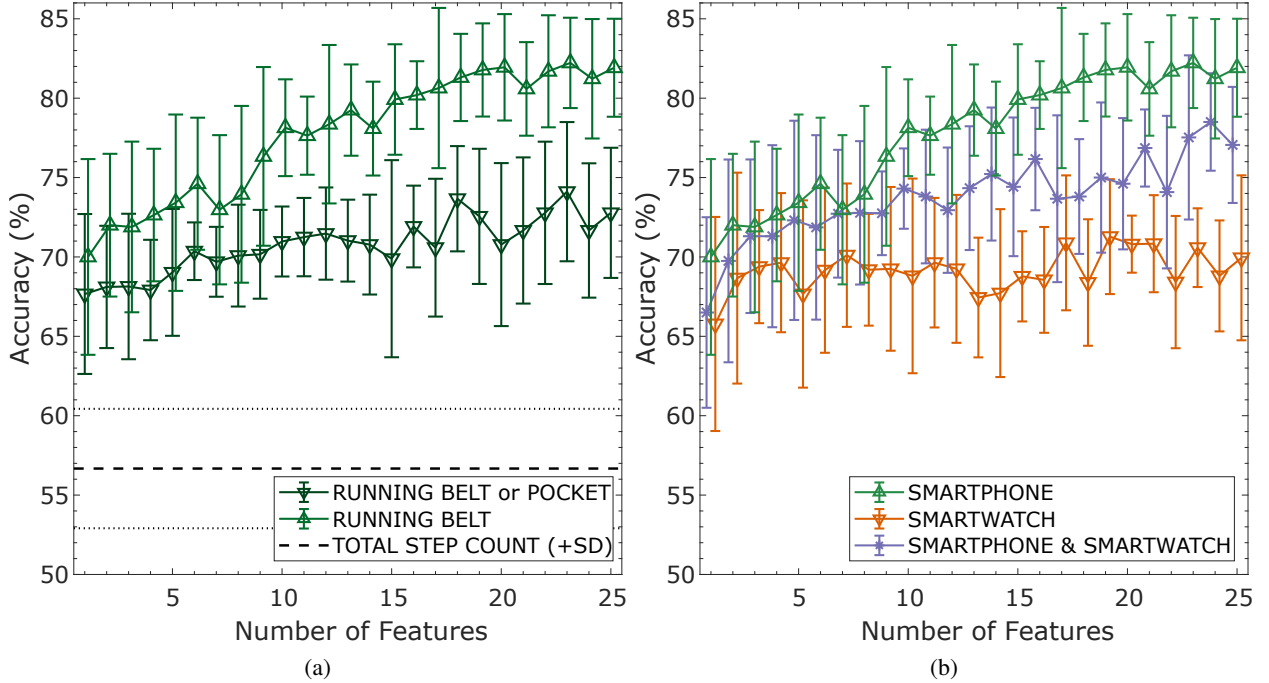 85
80
75
70
65
60
55
50
Accuracy (%)
RUNNING BELT or POCKET
RUNNING BELT
TOTAL STEP COUNT (+SD)
5
10
15
20
25
Number of Features
(a)
85
80
75
70
65
60
55
50
Accuracy (%)
SMARTPHONE
SMARTWATCH
SMARTPHONE & SMARTWATCH
5
10
15
20
25
Number of Features
(b)